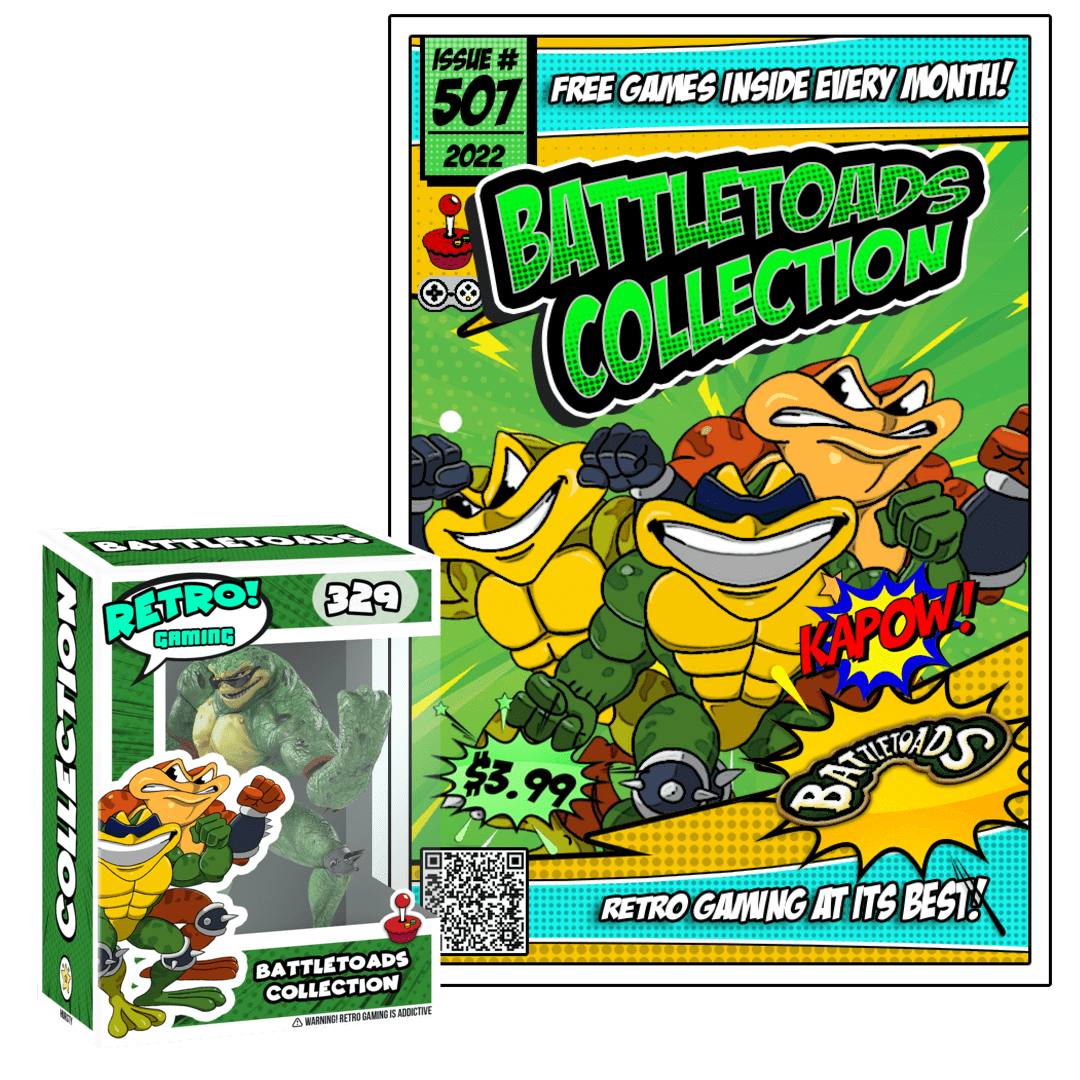 ISSUE #
507
2022
FREE GAMES INSIDE EVERY MONTH!
BATTLETOADS
COLLECTION
KAPOW!
$3.99
BATTLETOADS
RETRO GAMING AT ITS BEST!
BATTLETOADS
COLLECTION
RETRO!
GAMING
329
BATTLETOADS
COLLECTION
⚠ WARNING! RETRO GAMING IS ADDICTIVE